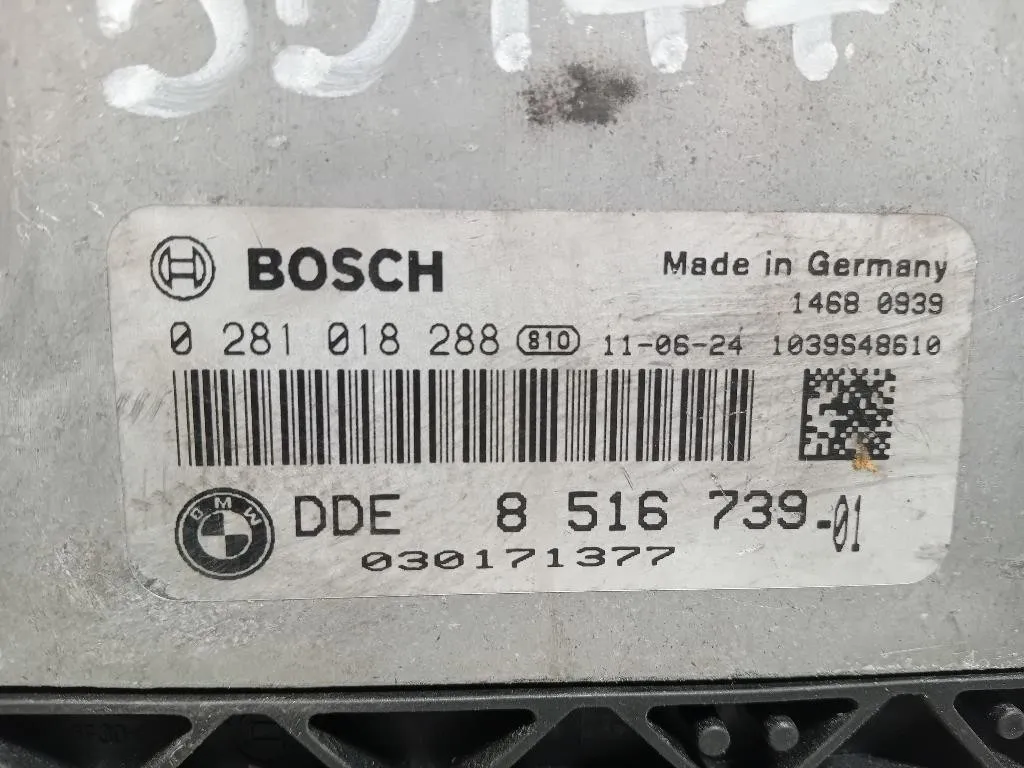 BOSCH
Made in Germany
1468 0939
0 281 018 288 810 11-06-24 1039S48610
BMW
DDE 8 516 739-01
030171377